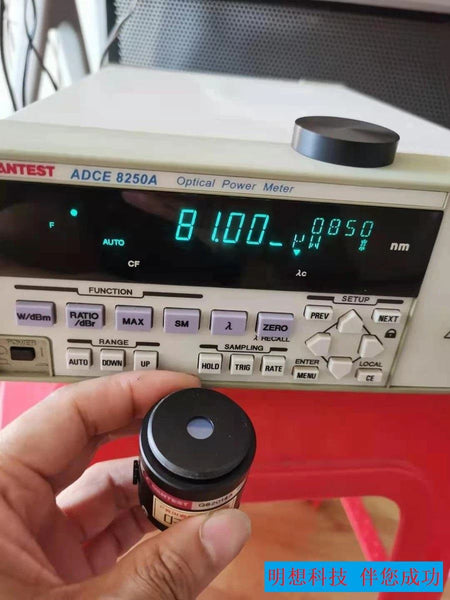 ANTEST ADCE 8250A Optical Power Meter
F
AUTO
CF
81.00
μW
0850
nm
λc
FUNCTION
W/dBm
RATIO /dBr
MAX
SM
λ
ZERO
λ RECALL
SETUP
PREV
NEXT
POWER
RANGE
AUTO
DOWN
UP
SAMPLING
HOLD
TRIG
RATE
ENTER
MENU
LOCAL
CE
明想科技 伴您成功